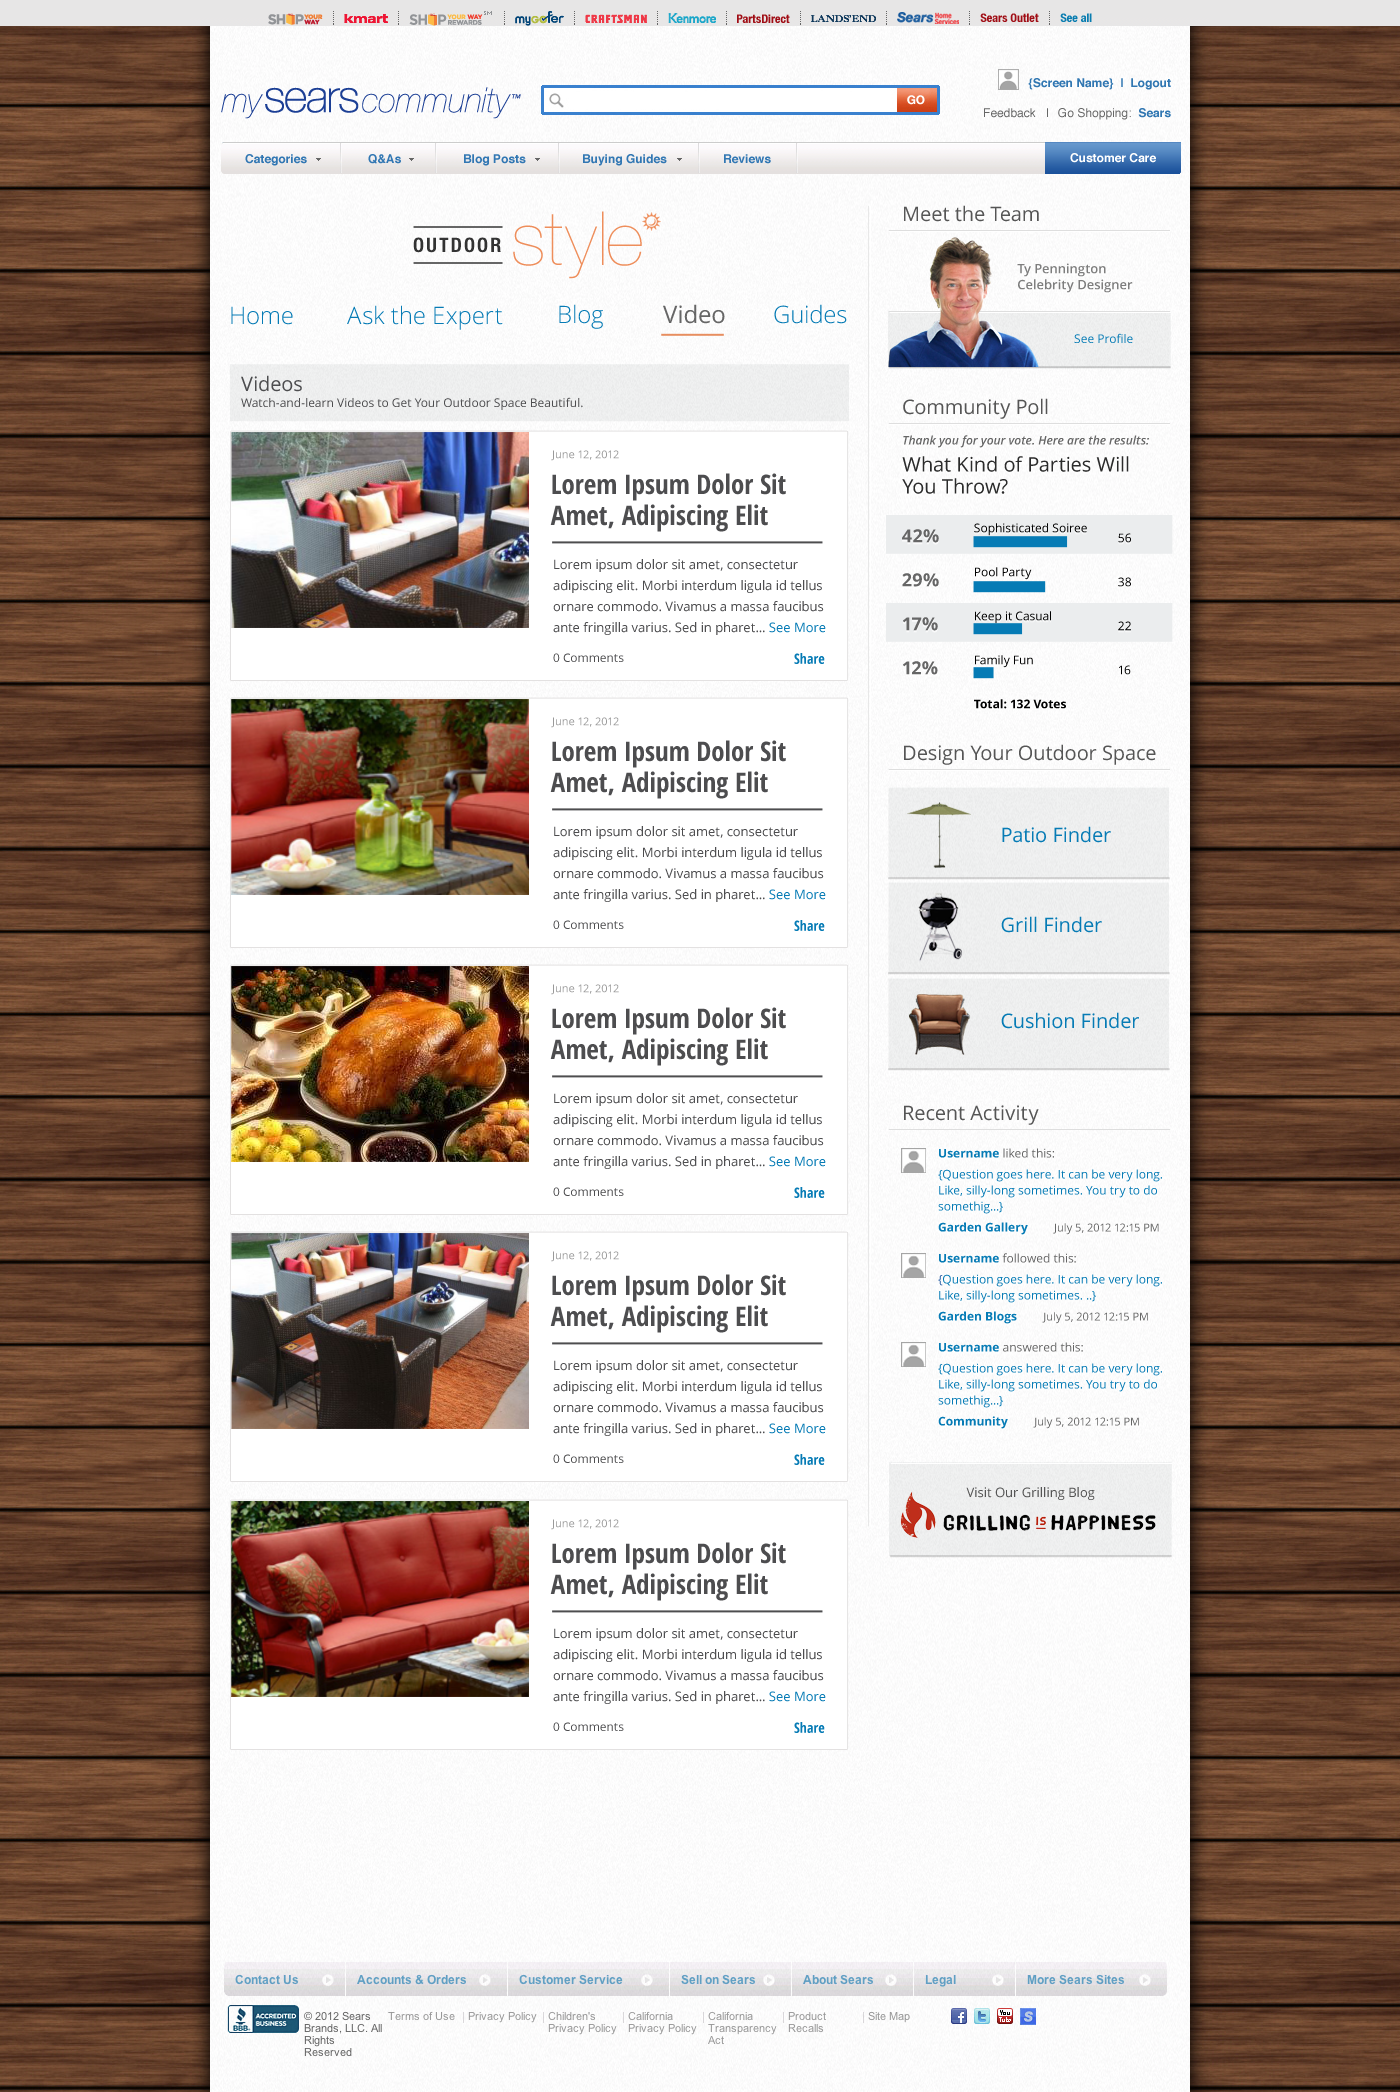 SHOP YOUR WAY
kmart
SHOP YOUR WAY REWARDS SM
mygofer
CRAFTSMAN
Kenmore
PartsDirect
LANDS'END
Sears Home Services
Sears Outlet
See all
mysearscommunity™
GO
{Screen Name} | Logout
Feedback | Go Shopping: Sears
Categories
Q&As
Blog Posts
Buying Guides
Reviews
Customer Care
OUTDOOR style
Home
Ask the Expert
Blog
Video
Guides
Videos
Watch-and-learn Videos to Get Your Outdoor Space Beautiful.
June 12, 2012
Lorem Ipsum Dolor Sit
Amet, Adipiscing Elit
Lorem ipsum dolor sit amet, consectetur
adipiscing elit. Morbi interdum ligula id tellus
ornare commodo. Vivamus a massa faucibus
ante fringilla varius. Sed in pharet... See More
0 Comments
Share
June 12, 2012
Lorem Ipsum Dolor Sit
Amet, Adipiscing Elit
Lorem ipsum dolor sit amet, consectetur
adipiscing elit. Morbi interdum ligula id tellus
ornare commodo. Vivamus a massa faucibus
ante fringilla varius. Sed in pharet... See More
0 Comments
Share
June 12, 2012
Lorem Ipsum Dolor Sit
Amet, Adipiscing Elit
Lorem ipsum dolor sit amet, consectetur
adipiscing elit. Morbi interdum ligula id tellus
ornare commodo. Vivamus a massa faucibus
ante fringilla varius. Sed in pharet... See More
0 Comments
Share
June 12, 2012
Lorem Ipsum Dolor Sit
Amet, Adipiscing Elit
Lorem ipsum dolor sit amet, consectetur
adipiscing elit. Morbi interdum ligula id tellus
ornare commodo. Vivamus a massa faucibus
ante fringilla varius. Sed in pharet... See More
0 Comments
Share
June 12, 2012
Lorem Ipsum Dolor Sit
Amet, Adipiscing Elit
Lorem ipsum dolor sit amet, consectetur
adipiscing elit. Morbi interdum ligula id tellus
ornare commodo. Vivamus a massa faucibus
ante fringilla varius. Sed in pharet... See More
0 Comments
Share
Meet the Team
Ty Pennington
Celebrity Designer
See Profile
Community Poll
Thank you for your vote. Here are the results:
What Kind of Parties Will
You Throw?
42% Sophisticated Soiree 56
29% Pool Party 38
17% Keep it Casual 22
12% Family Fun 16
Total: 132 Votes
Design Your Outdoor Space
Patio Finder
Grill Finder
Cushion Finder
Recent Activity
Username liked this:
{Question goes here. It can be very long.
Like, silly-long sometimes. You try to do
somethig...}
Garden Gallery July 5, 2012 12:15 PM
Username followed this:
{Question goes here. It can be very long.
Like, silly-long sometimes. ..}
Garden Blogs July 5, 2012 12:15 PM
Username answered this:
{Question goes here. It can be very long.
Like, silly-long sometimes. You try to do
somethig...}
Community July 5, 2012 12:15 PM
Visit Our Grilling Blog
GRILLING IS HAPPINESS
Contact Us
Accounts & Orders
Customer Service
Sell on Sears
About Sears
Legal
More Sears Sites
BBB
ACCREDITED
BUSINESS
© 2012 Sears
Brands, LLC. All
Rights
Reserved
Terms of Use
Privacy Policy
Children's
Privacy Policy
California
Privacy Policy
California
Transparency
Act
Product
Recalls
Site Map
f
t
You
Tube
S